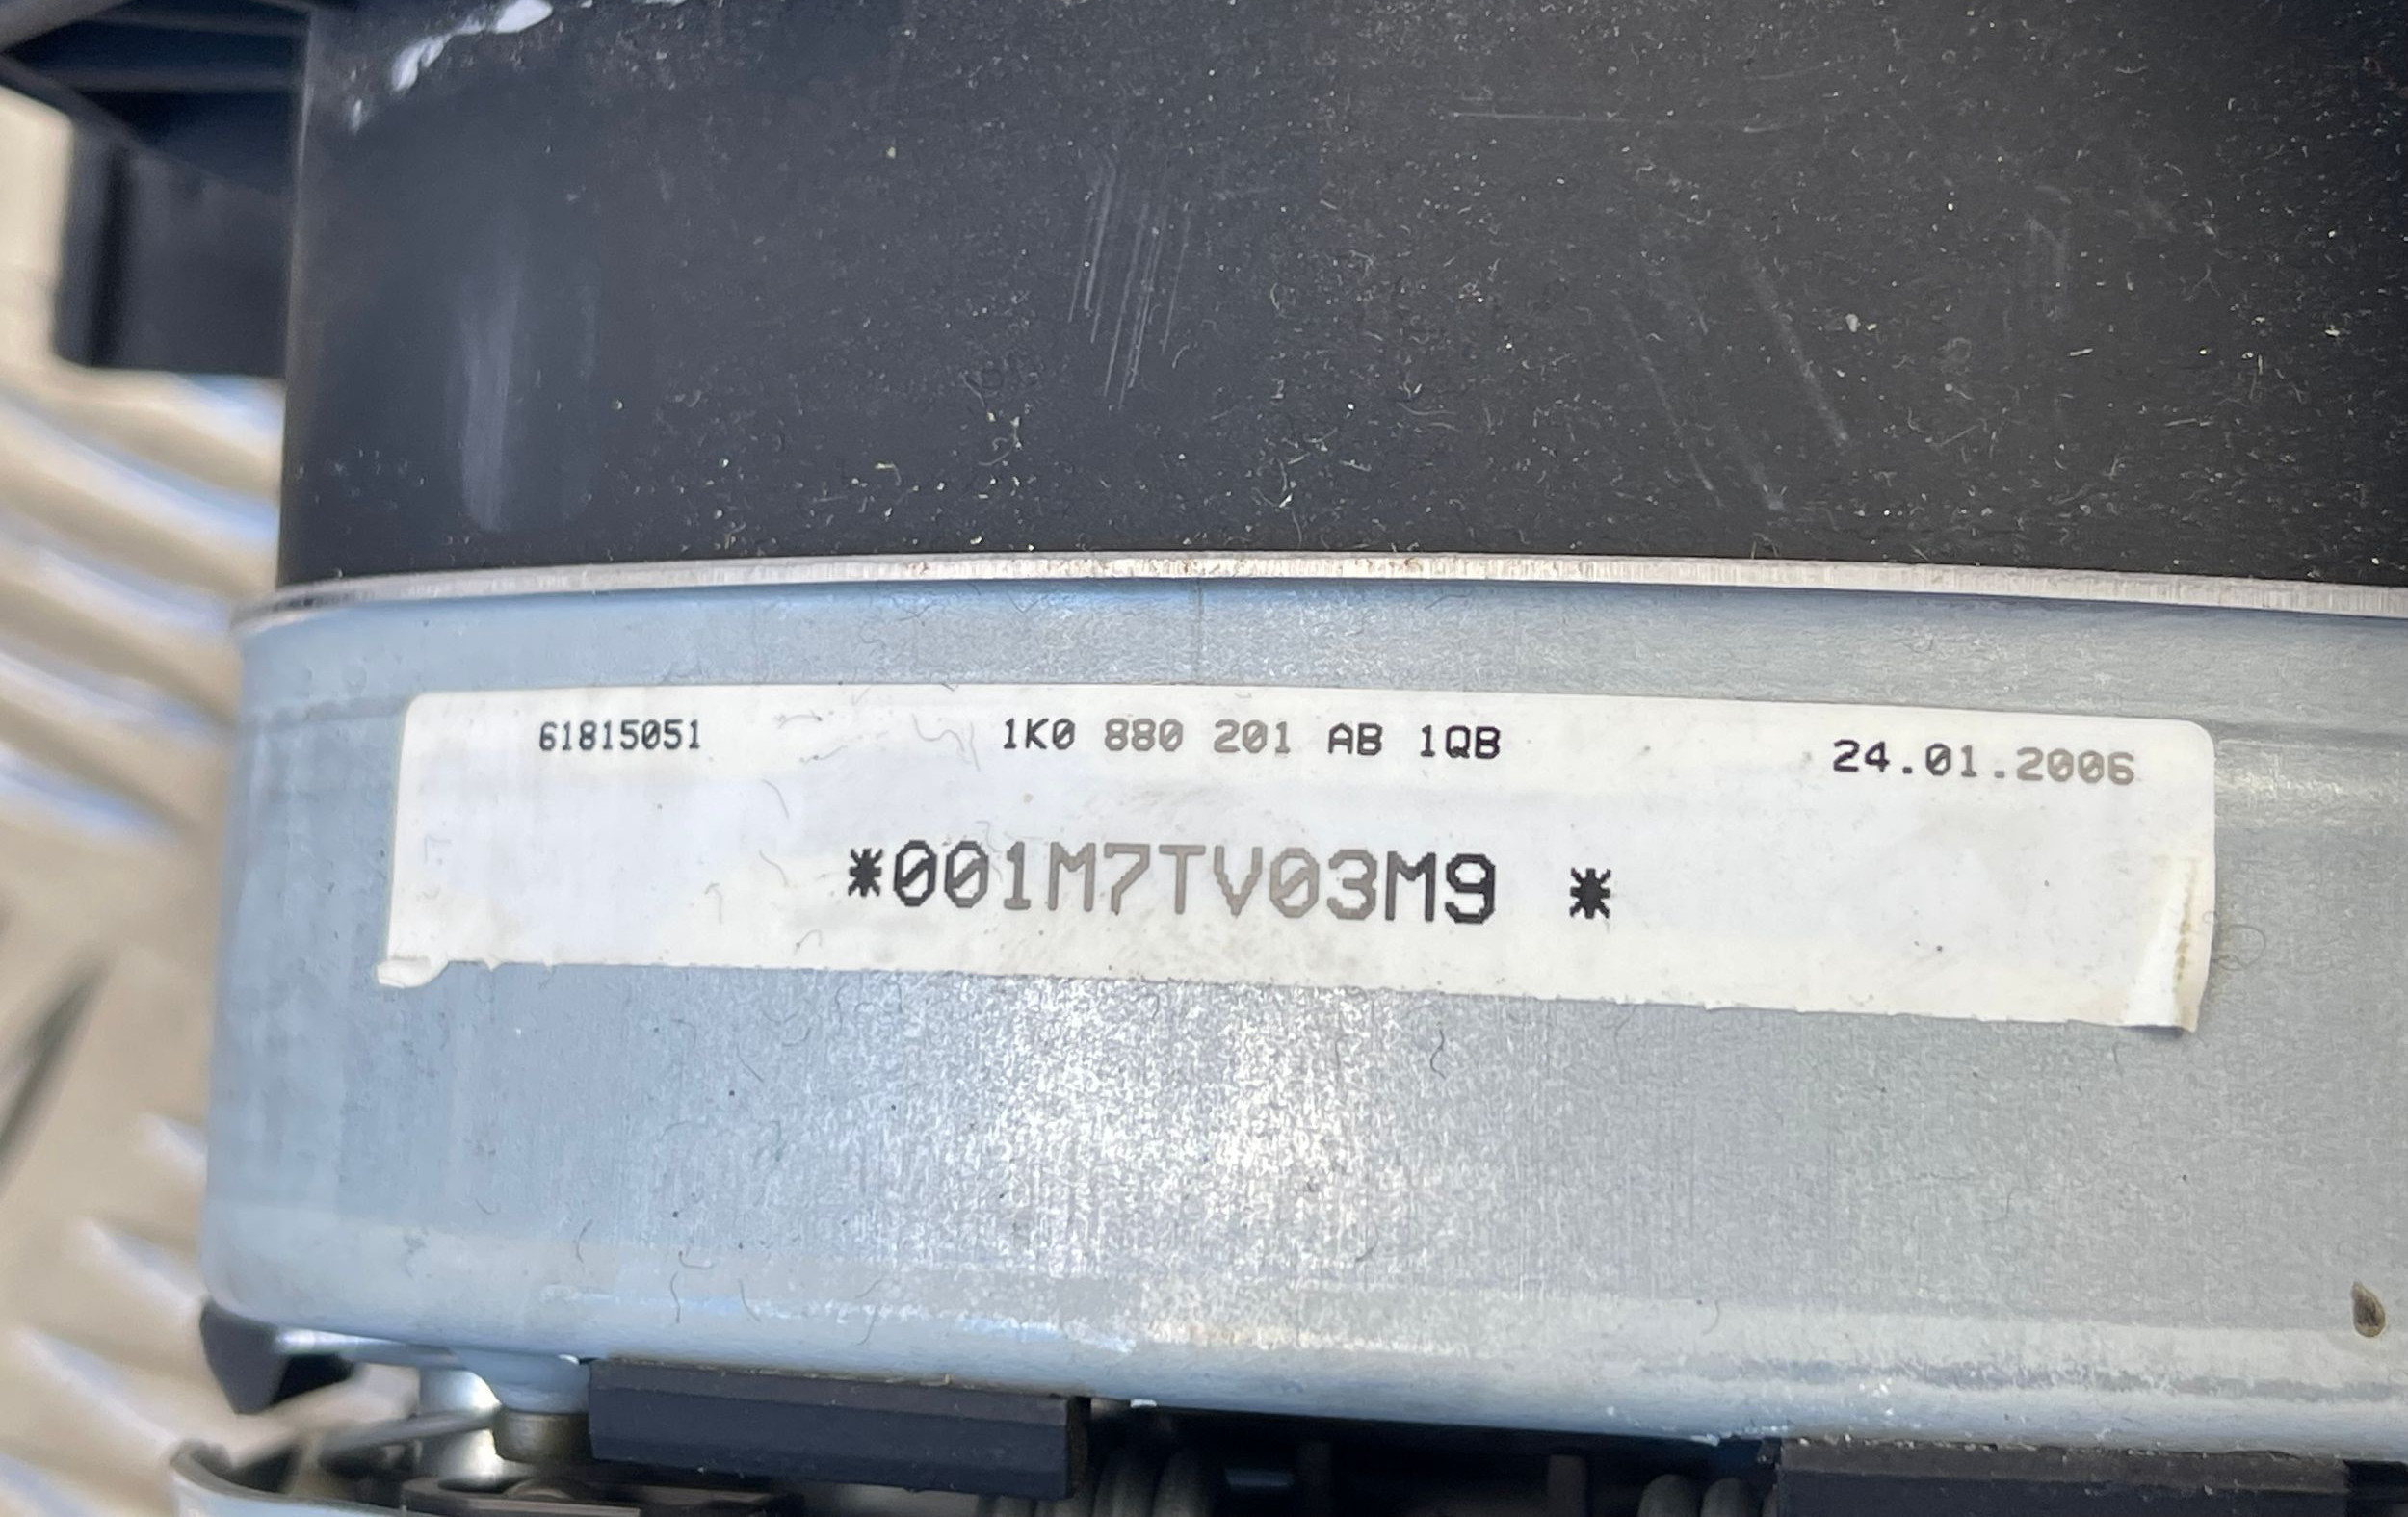 61815051 1K0 880 201 AB 1QB 24.01.2006
*001M7TV03M9 *